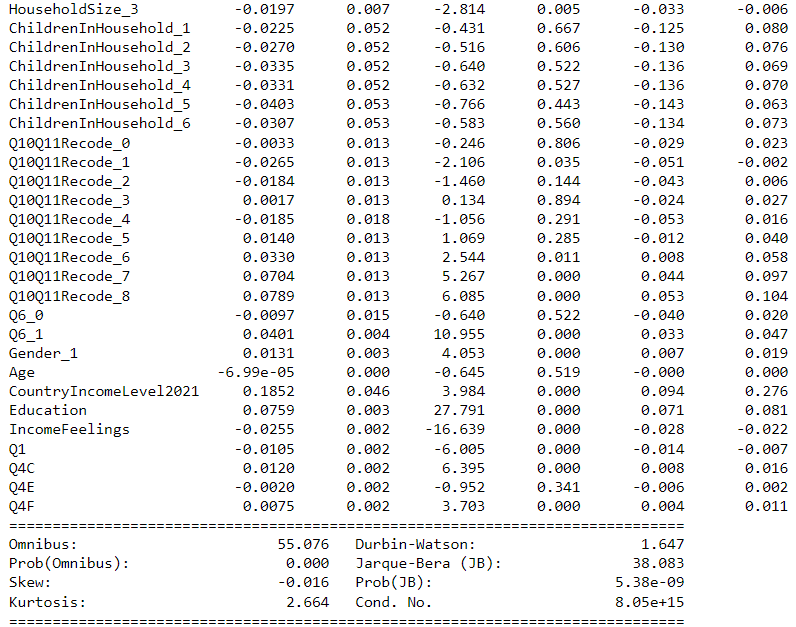 HouseholdSize_3 -0.0197 0.007 -2.814 0.005 -0.033 -0.006
ChildrenInHousehold_1 -0.0225 0.052 -0.431 0.667 -0.125 0.080
ChildrenInHousehold_2 -0.0270 0.052 -0.516 0.606 -0.130 0.076
ChildrenInHousehold_3 -0.0335 0.052 -0.640 0.522 -0.136 0.069
ChildrenInHousehold_4 -0.0331 0.052 -0.632 0.527 -0.136 0.070
ChildrenInHousehold_5 -0.0403 0.053 -0.766 0.443 -0.143 0.063
ChildrenInHousehold_6 -0.0307 0.053 -0.583 0.560 -0.134 0.073
Q10Q11Recode_0 -0.0033 0.013 -0.246 0.806 -0.029 0.023
Q10Q11Recode_1 -0.0265 0.013 -2.106 0.035 -0.051 -0.002
Q10Q11Recode_2 -0.0184 0.013 -1.460 0.144 -0.043 0.006
Q10Q11Recode_3 0.0017 0.013 0.134 0.894 -0.024 0.027
Q10Q11Recode_4 -0.0185 0.018 -1.056 0.291 -0.053 0.016
Q10Q11Recode_5 0.0140 0.013 1.069 0.285 -0.012 0.040
Q10Q11Recode_6 0.0330 0.013 2.544 0.011 0.008 0.058
Q10Q11Recode_7 0.0704 0.013 5.267 0.000 0.044 0.097
Q10Q11Recode_8 0.0789 0.013 6.085 0.000 0.053 0.104
Q6_0 -0.0097 0.015 -0.640 0.522 -0.040 0.020
Q6_1 0.0401 0.004 10.955 0.000 0.033 0.047
Gender_1 0.0131 0.003 4.053 0.000 0.007 0.019
Age -6.99e-05 0.000 -0.645 0.519 -0.000 0.000
CountryIncomeLevel2021 0.1852 0.046 3.984 0.000 0.094 0.276
Education 0.0759 0.003 27.791 0.000 0.071 0.081
IncomeFeelings -0.0255 0.002 -16.639 0.000 -0.028 -0.022
Q1 -0.0105 0.002 -6.005 0.000 -0.014 -0.007
Q4C 0.0120 0.002 6.395 0.000 0.008 0.016
Q4E -0.0020 0.002 -0.952 0.341 -0.006 0.002
Q4F 0.0075 0.002 3.703 0.000 0.004 0.011
==============================================================================
Omnibus: 55.076 Durbin-Watson: 1.647
Prob(Omnibus): 0.000 Jarque-Bera (JB): 38.083
Skew: -0.016 Prob(JB): 5.38e-09
Kurtosis: 2.664 Cond. No. 8.05e+15
==============================================================================